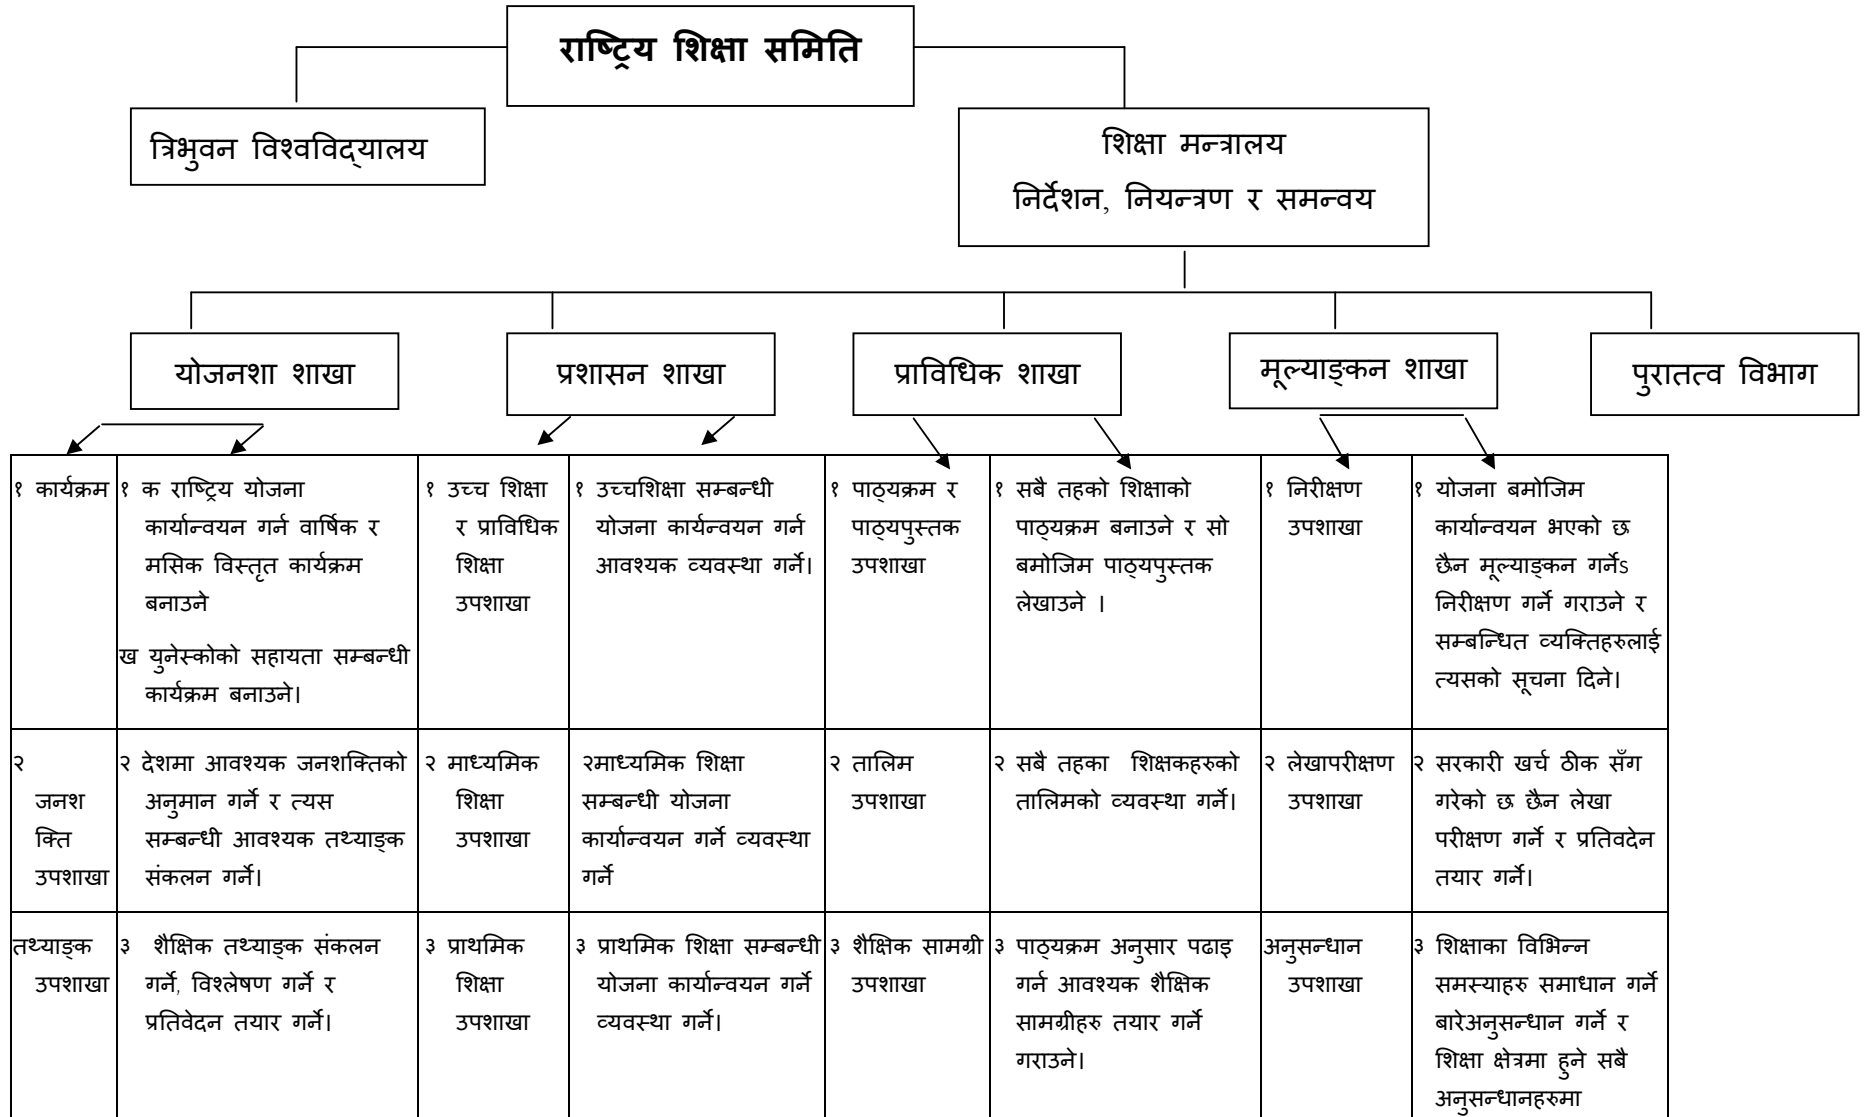 राष्ट्रिय शिक्षा समिति
त्रिभुवन विश्वविद्‌यालय
शिक्षा मन्त्रालय
निर्देशन, नियन्त्रण र समन्वय
योजनशा शाखा
प्रशासन शाखा
प्राविधिक शाखा
मूल्याङ्कन शाखा
पुरातत्व विभाग
१ कार्यक्रम
१ क राष्ट्रिय योजना
कार्यान्वयन गर्न वार्षिक र
मसिक विस्तृत कार्यक्रम
बनाउने
ख युनेस्कोको सहायता सम्बन्धी
कार्यक्रम बनाउने।
१ उच्च शिक्षा
र प्राविधिक
शिक्षा
उपशाखा
१ उच्चशिक्षा सम्बन्धी
योजना कार्यन्वयन गर्न
आवश्यक व्यवस्था गर्ने।
१ पाठ्यक्रम र
पाठ्यपुस्तक
उपशाखा
१ सबै तहको शिक्षाको
पाठ्यक्रम बनाउने र सो
बमोजिम पाठ्यपुस्तक
लेखाउने ।
१ निरीक्षण
उपशाखा
१ योजना बमोजिम
कार्यान्वयन भएको छ
छैन मूल्याङ्कन गर्नेऽ
निरीक्षण गर्ने गराउने र
सम्बन्धित व्यक्तिहरुलाई
त्यसको सूचना दिने।
२
जनश
क्ति
उपशाखा
२ देशमा आवश्यक जनशक्तिको
अनुमान गर्ने र त्यस
सम्बन्धी आवश्यक तथ्याङ्क
संकलन गर्ने।
२ माध्यमिक
शिक्षा
उपशाखा
२माध्यमिक शिक्षा
सम्बन्धी योजना
कार्यान्वयन गर्ने व्यवस्था
गर्ने
२ तालिम
उपशाखा
२ सबै तहका शिक्षकहरुको
तालिमको व्यवस्था गर्ने।
२ लेखापरीक्षण
उपशाखा
२ सरकारी खर्च ठीक सँग
गरेको छ छैन लेखा
परीक्षण गर्ने र प्रतिवदेन
तयार गर्ने।
तथ्याङ्क
उपशाखा
३ शैक्षिक तथ्याङ्क संकलन
गर्ने, विश्लेषण गर्ने र
प्रतिवेदन तयार गर्ने।
३ प्राथमिक
शिक्षा
उपशाखा
३ प्राथमिक शिक्षा सम्बन्धी
योजना कार्यान्वयन गर्ने
व्यवस्था गर्ने।
३ शैक्षिक सामग्री
उपशाखा
३ पाठ्यक्रम अनुसार पढाइ
गर्न आवश्यक शैक्षिक
सामग्रीहरु तयार गर्ने
गराउने।
अनुसन्धान
उपशाखा
३ शिक्षाका विभिन्न
समस्याहरु समाधान गर्ने
बारेअनुसन्धान गर्ने र
शिक्षा क्षेत्रमा हुने सबै
अनुसन्धानहरुमा